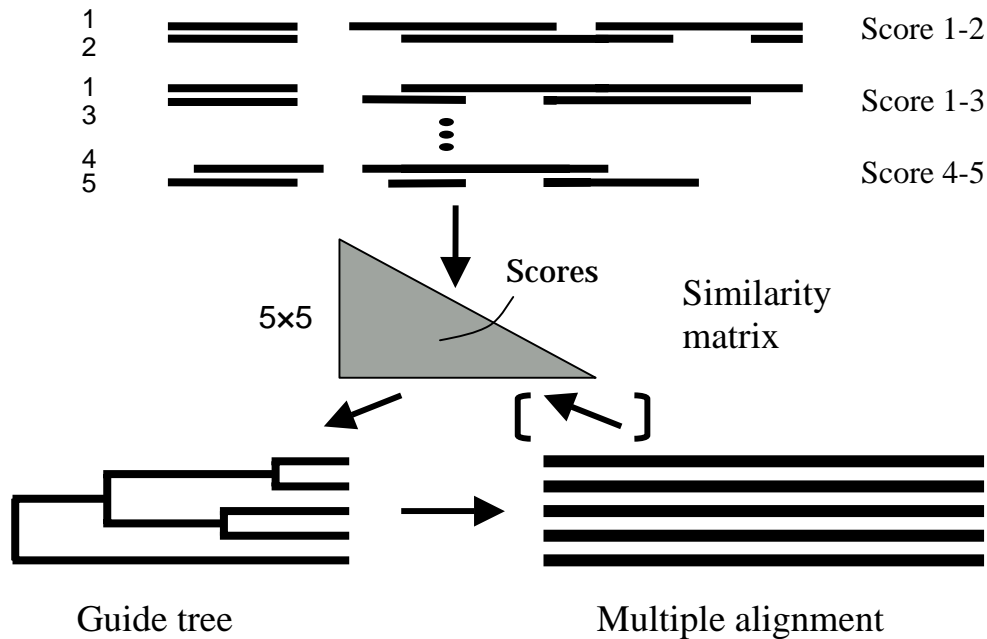 1
2
Score 1-2
1
3
Score 1-3
4
5
Score 4-5
Scores
5×5
Similarity
matrix
[ ]
Guide tree
Multiple alignment